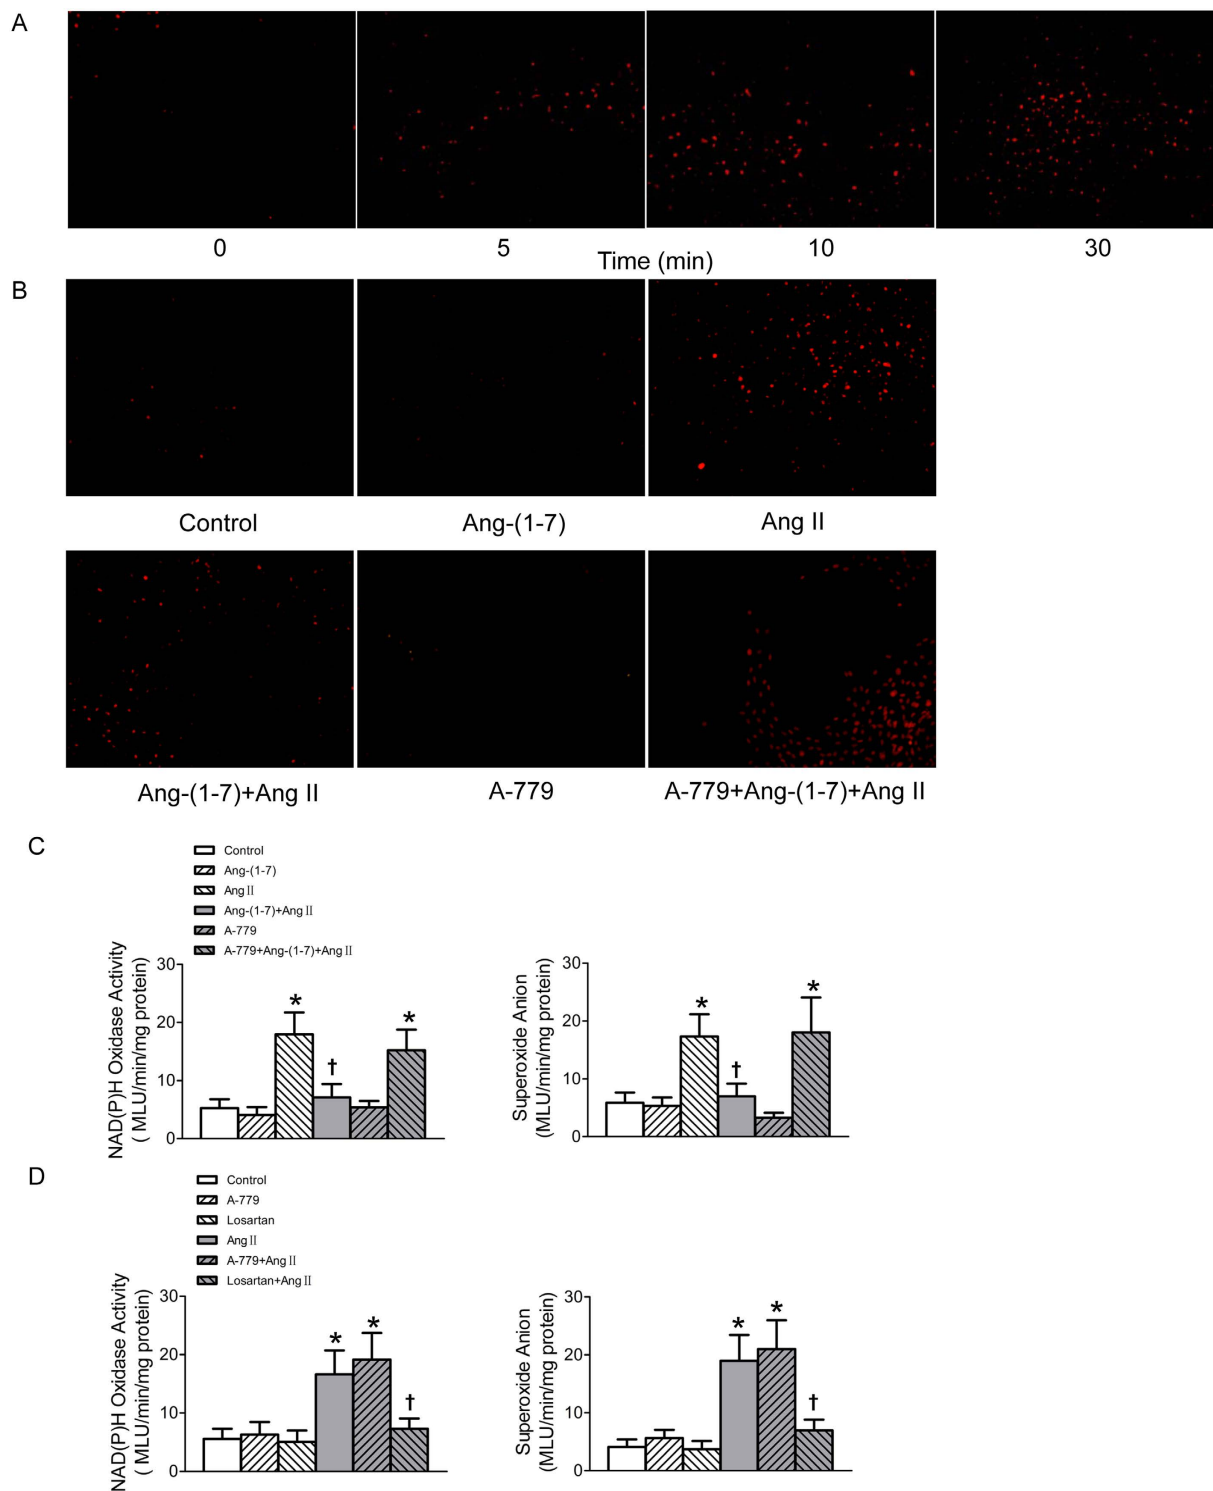 A
0
5
10
30
Time (min)
B
Control
Ang-(1-7)
Ang II
Ang-(1-7)+Ang II
A-779
A-779+Ang-(1-7)+Ang II
C
Control
Ang-(1-7)
Ang II
Ang-(1-7)+Ang II
A-779
A-779+Ang-(1-7)+Ang II
NAD(P)H Oxidase Activity
( MLU/min/mg protein)
30
20
10
0
*
†
*
Superoxide Anion
(MLU/min/mg protein)
30
20
10
0
*
†
*
D
Control
A-779
Losartan
Ang II
A-779+Ang II
Losartan+Ang II
NAD(P)H Oxidase Activity
( MLU/min/mg protein)
30
20
10
0
*
*
†
Superoxide Anion
(MLU/min/mg protein)
30
20
10
0
*
*
†